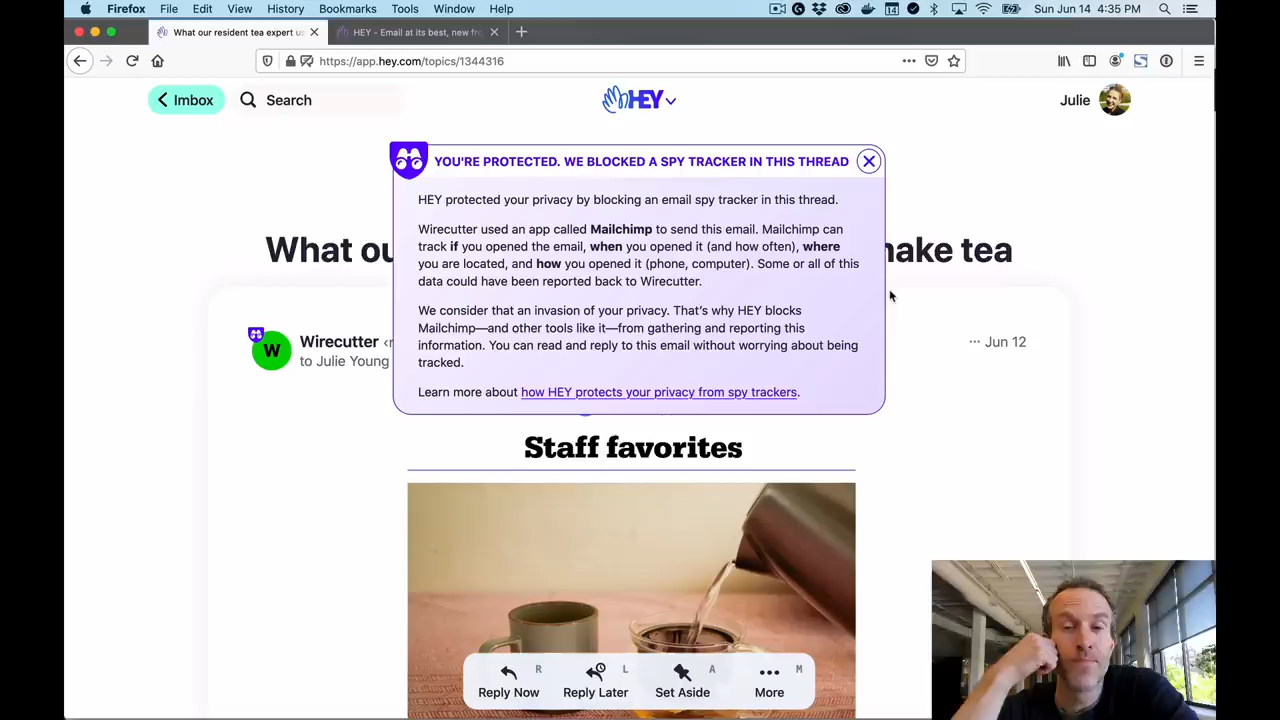 Firefox File Edit View History Bookmarks Tools Window Help 14 Sun Jun 14 4:35 PM
What our resident tea expert us HEY - Email at its best, new fro
https://app.hey.com/topics/1344316
Imbox Search HEY Julie
YOU'RE PROTECTED. WE BLOCKED A SPY TRACKER IN THIS THREAD
HEY protected your privacy by blocking an email spy tracker in this thread.
Wirecutter used an app called Mailchimp to send this email. Mailchimp can
track if you opened the email, when you opened it (and how often), where
you are located, and how you opened it (phone, computer). Some or all of this
data could have been reported back to Wirecutter.
What ou make tea
We consider that an invasion of your privacy. That's why HEY blocks
Mailchimp—and other tools like it—from gathering and reporting this
information. You can read and reply to this email without worrying about being
tracked.
Learn more about how HEY protects your privacy from spy trackers.
W Wirecutter Jun 12
to Julie Young
Staff favorites
R L A M
Reply Now Reply Later Set Aside More